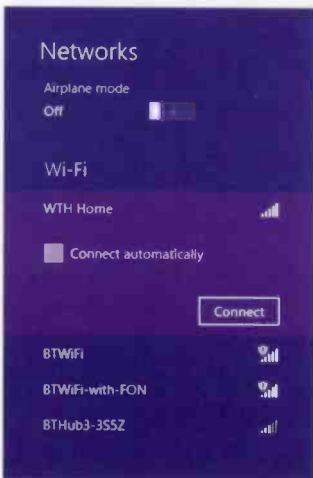 Networks
Airplane mode
Off
Wi-Fi
WTH Home
Connect automatically
Connect
BTWiFi
BTWiFi-with-FON
BTHub3-3S5Z